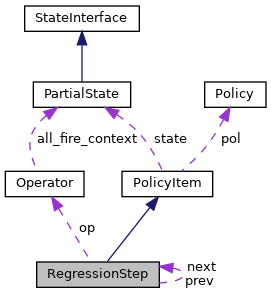 StateInterface
PartialState
Policy
all_fire_context
state
pol
Operator
PolicyItem
op
next
prev
RegressionStep